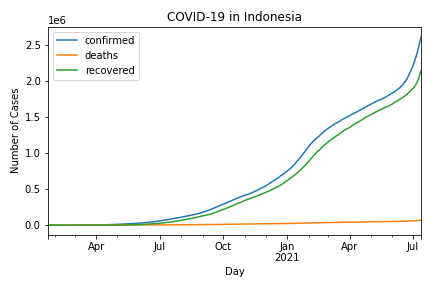 COVID-19 in Indonesia
1e6
confirmed
deaths
recovered
2.5
2.0
1.5
1.0
0.5
0.0
Number of Cases
Apr
Jul
Oct
Jan
2021
Apr
Jul
Day